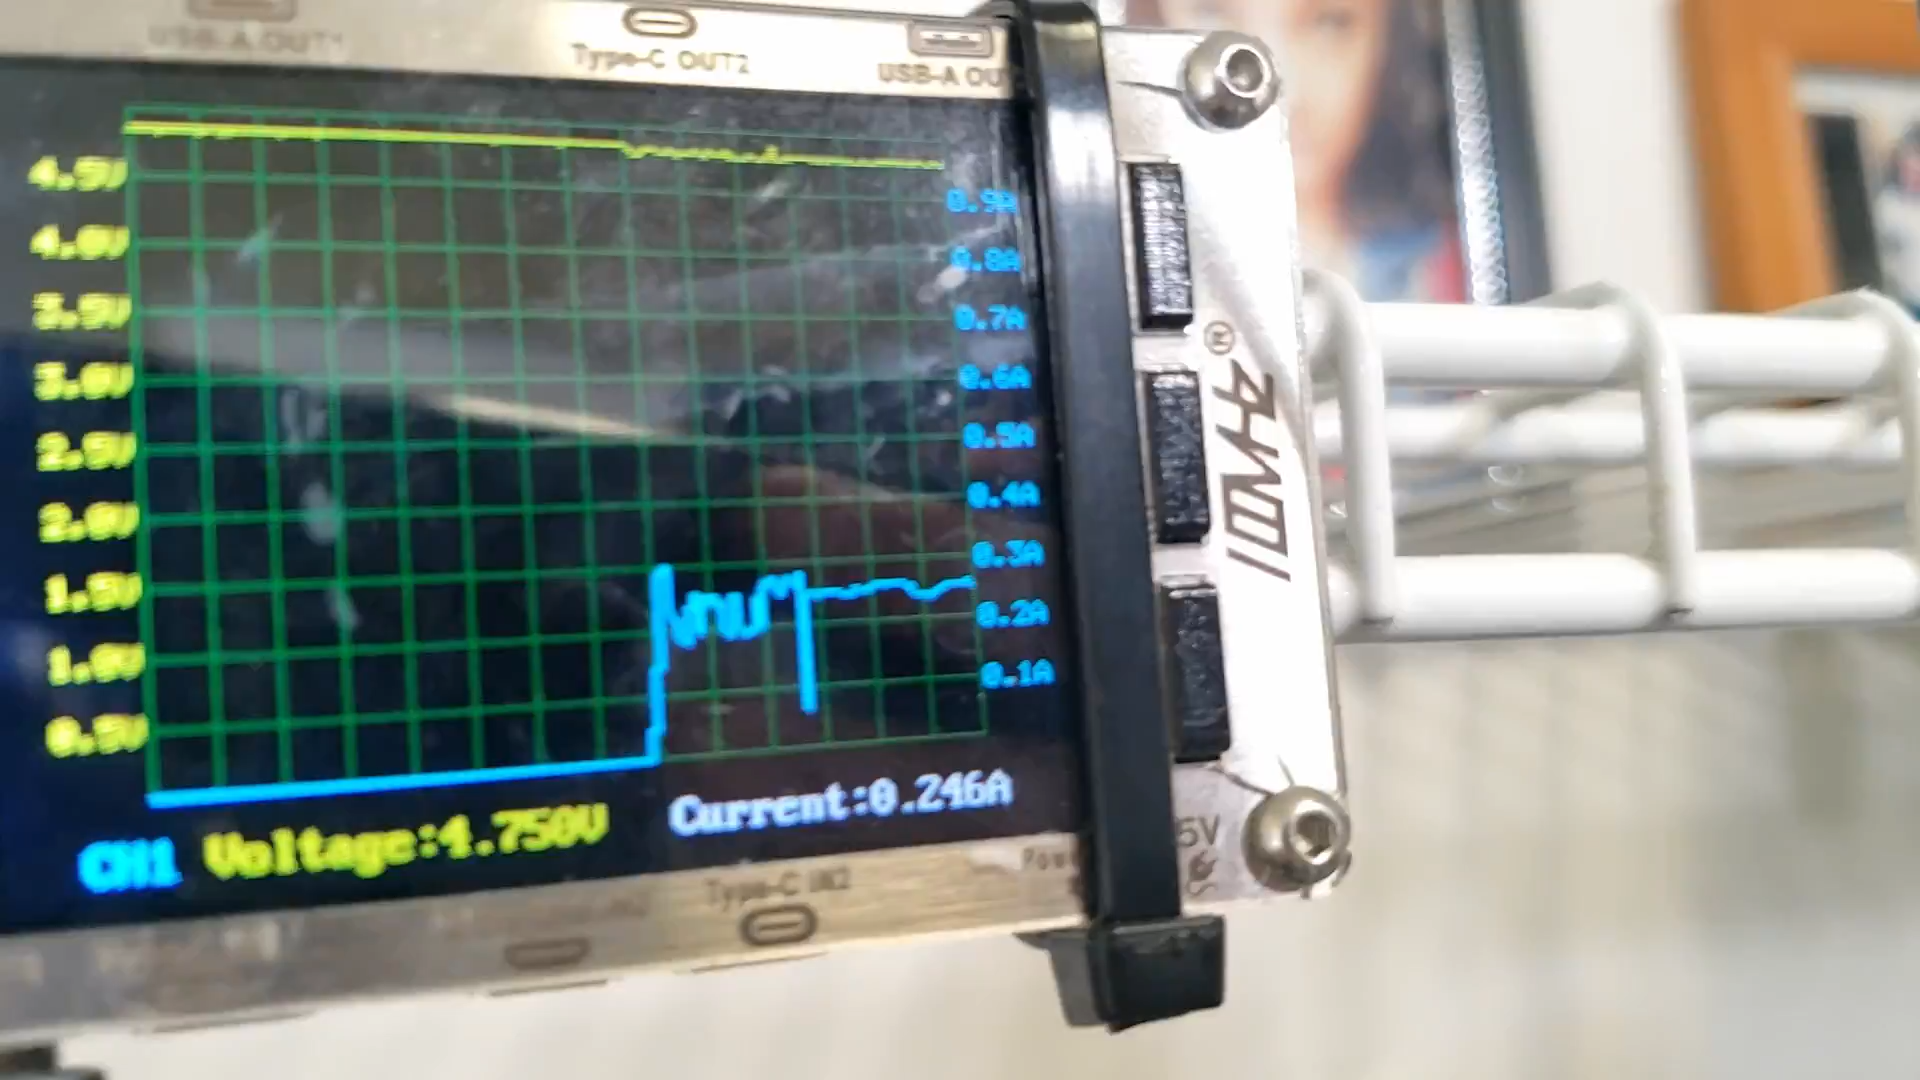 USB-A OUT1
Type-C OUT2
USB-A OU
4.5V
4.0V
3.5V
3.0V
2.5V
2.0V
1.5V
1.0V
0.5V
0.9A
0.8A
0.7A
0.6A
0.5A
0.4A
0.3A
0.2A
0.1A
CH1 Voltage:4.750V Current:0.246A
Type-C IN2
Powe
5V